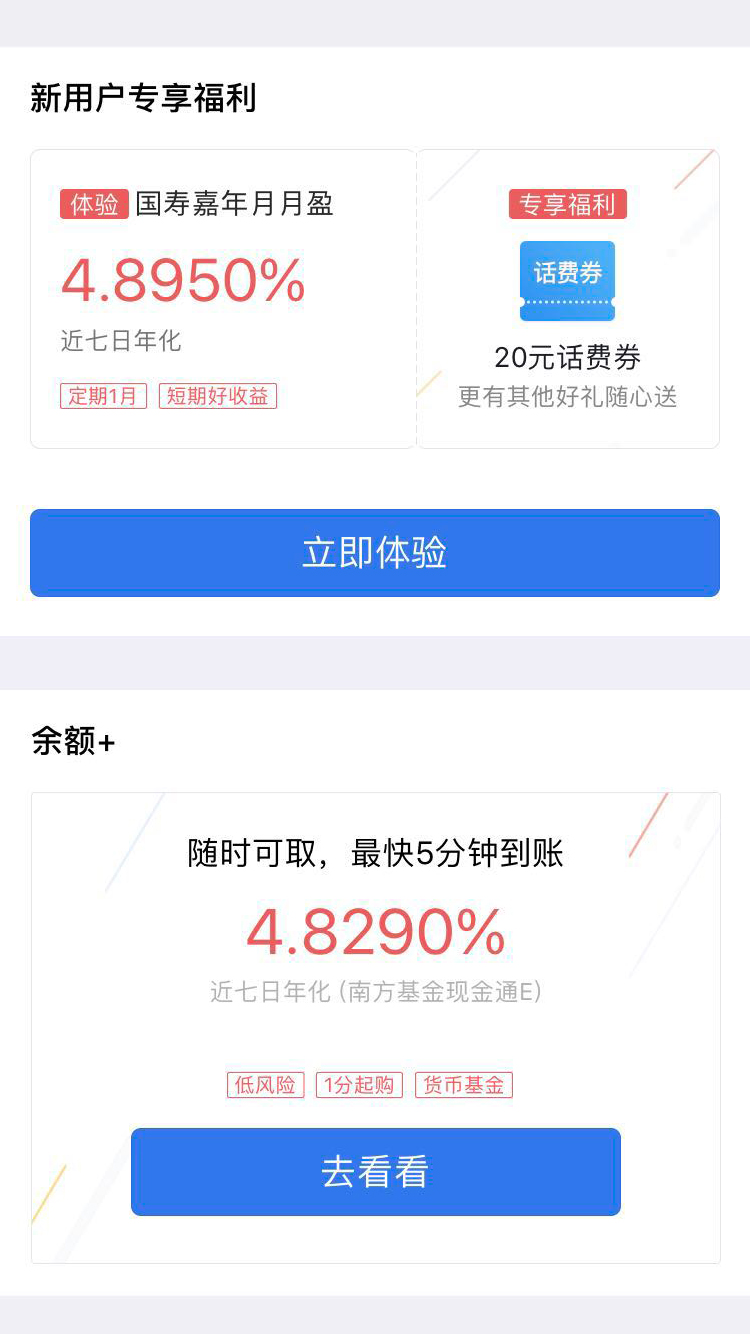 新用户专享福利
体验 国寿嘉年月月盈
4.8950%
近七日年化
定期1月 短期好收益
专享福利
话费券
20元话费券
更有其他好礼随心送
立即体验
余额+
随时可取，最快5分钟到账
4.8290%
近七日年化 (南方基金现金通E)
低风险 1分起购 货币基金
去看看